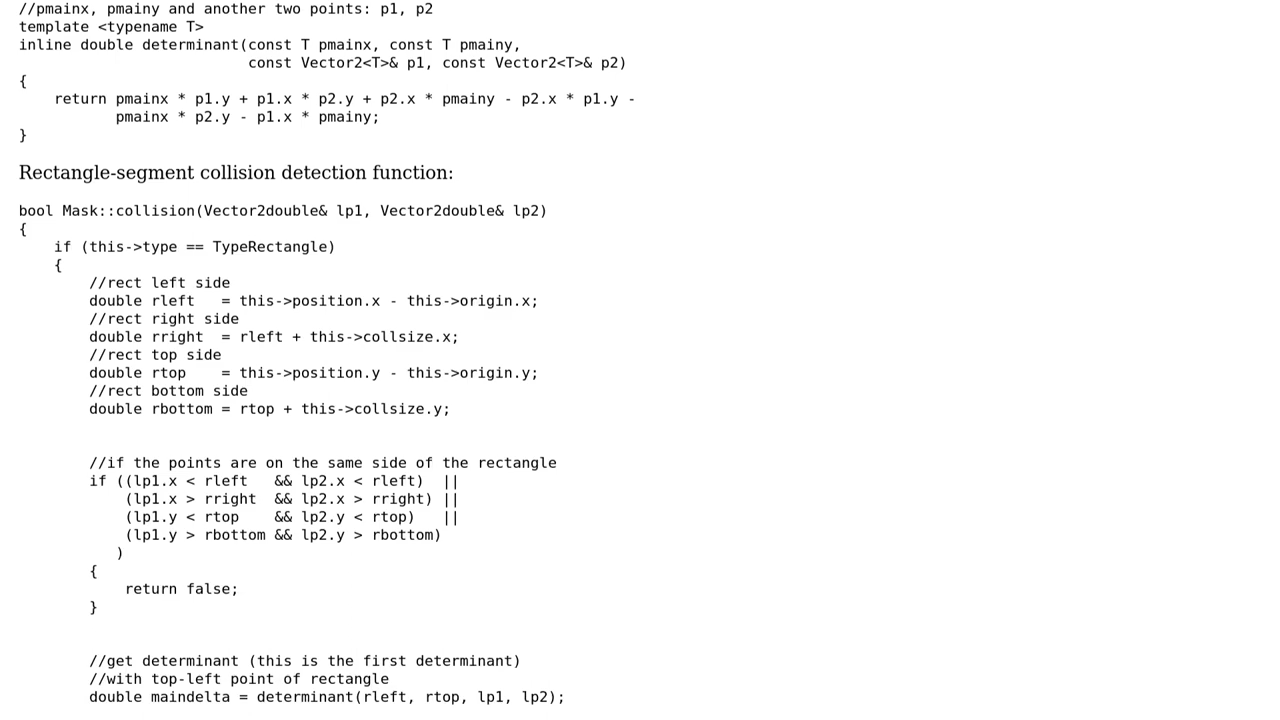 //pmainx, pmainy and another two points: p1, p2
template <typename T>
inline double determinant(const T pmainx, const T pmainy,
                          const Vector2<T>& p1, const Vector2<T>& p2)
{
    return pmainx * p1.y + p1.x * p2.y + p2.x * pmainy - p2.x * p1.y -
           pmainx * p2.y - p1.x * pmainy;
}
Rectangle-segment collision detection function:
bool Mask::collision(Vector2double& lp1, Vector2double& lp2)
{
    if (this->type == TypeRectangle)
    {
        //rect left side
        double rleft   = this->position.x - this->origin.x;
        //rect right side
        double rright  = rleft + this->collsize.x;
        //rect top side
        double rtop    = this->position.y - this->origin.y;
        //rect bottom side
        double rbottom = rtop + this->collsize.y;
        //if the points are on the same side of the rectangle
        if ((lp1.x < rleft   && lp2.x < rleft)  ||
            (lp1.x > rright  && lp2.x > rright) ||
            (lp1.y < rtop    && lp2.y < rtop)   ||
            (lp1.y > rbottom && lp2.y > rbottom)
           )
        {
            return false;
        }
        //get determinant (this is the first determinant)
        //with top-left point of rectangle
        double maindelta = determinant(rleft, rtop, lp1, lp2);